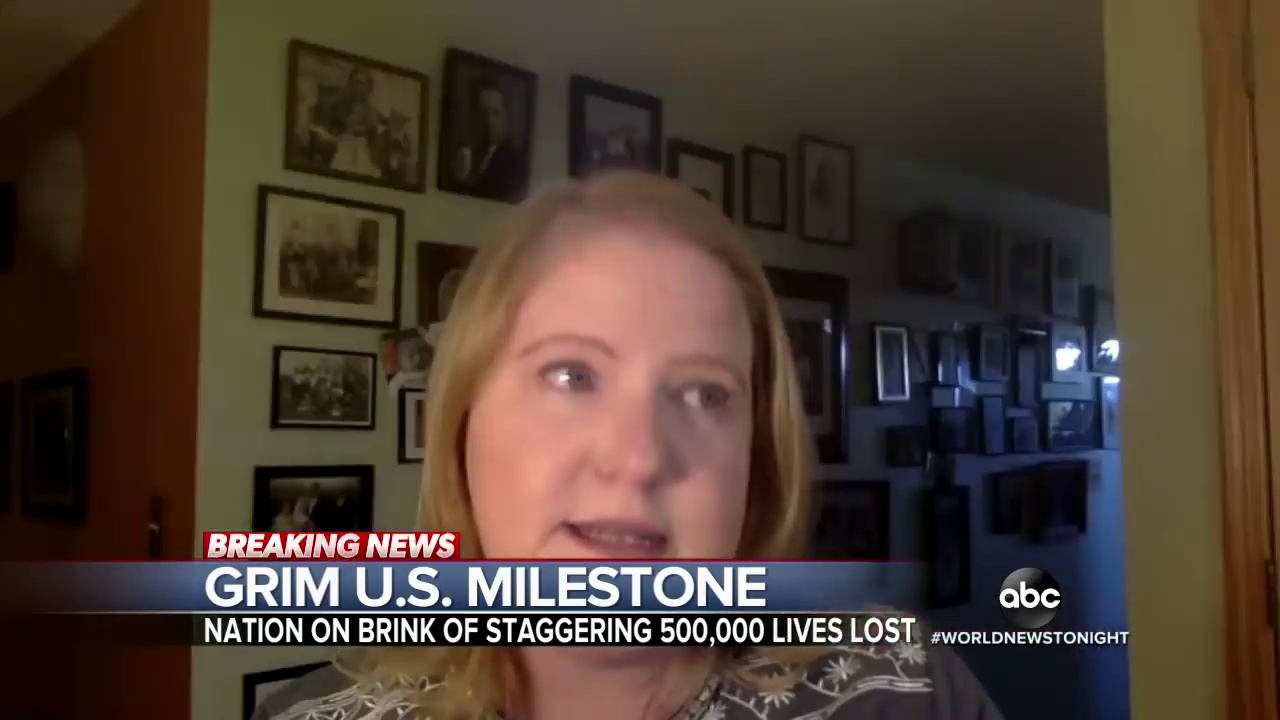 BREAKING NEWS
GRIM U.S. MILESTONE
NATION ON BRINK OF STAGGERING 500,000 LIVES LOST
abc
#WORLDNEWSTONIGHT